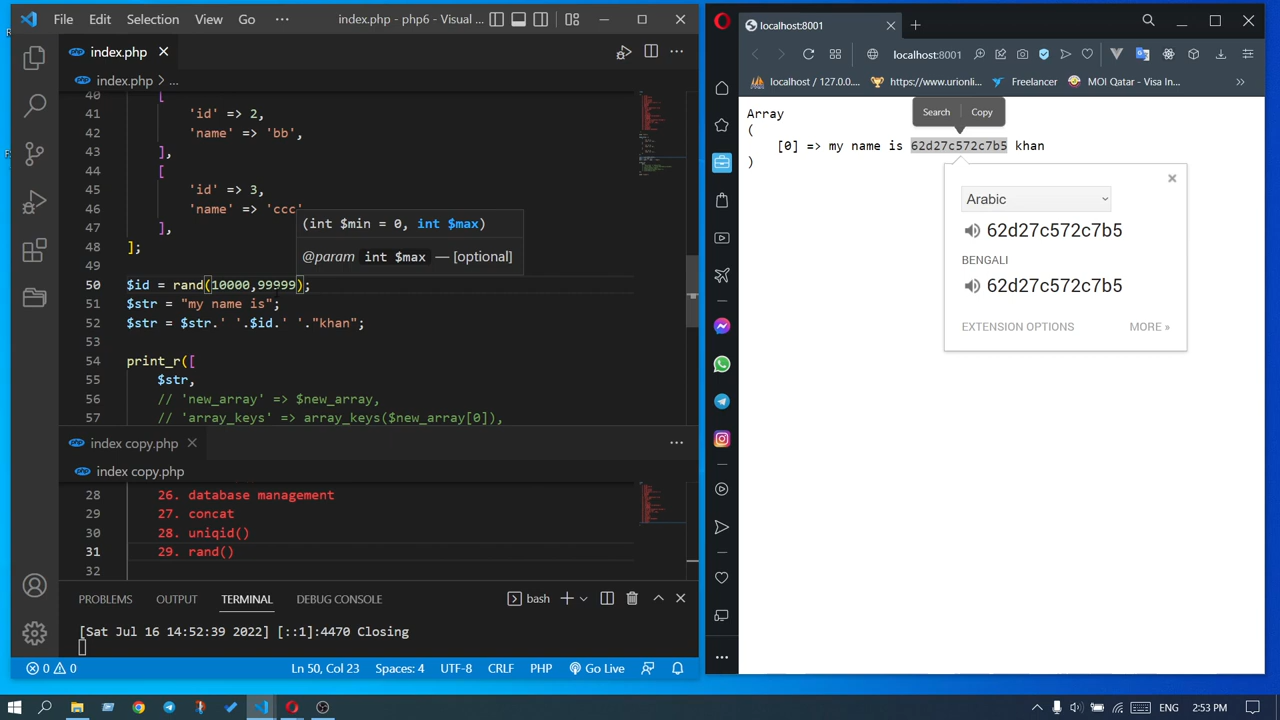 File Edit Selection View Go ··· index.php - php6 - Visual ...
index.php
index.php > ...
40 [
41 'id' => 2,
42 'name' => 'bb',
43 ],
44 [
45 'id' => 3,
46 'name' => 'ccc'
47 ],
48 ];
49
(int $min = 0, int $max)
@param int $max — [optional]
50 $id = rand(10000,99999);
51 $str = "my name is";
52 $str = $str.' '.$id.' '."khan";
53
54 print_r([
55 $str,
56 // 'new_array' => $new_array,
57 // 'array_keys' => array_keys($new_array[0]),
index copy.php
index copy.php
28 26. database management
29 27. concat
30 28. uniqid()
31 29. rand()
32
PROBLEMS OUTPUT TERMINAL DEBUG CONSOLE bash
[Sat Jul 16 14:52:39 2022] [::1]:4470 Closing
0 0 Ln 50, Col 23 Spaces: 4 UTF-8 CRLF PHP Go Live
localhost:8001
localhost:8001
localhost / 127.0.0.... https://www.urionli... Freelancer MOI Qatar - Visa In... »
Array
(
[0] => my name is 62d27c572c7b5 khan
)
Search Copy
Arabic
62d27c572c7b5
BENGALI
62d27c572c7b5
EXTENSION OPTIONS MORE »
ENG 2:53 PM